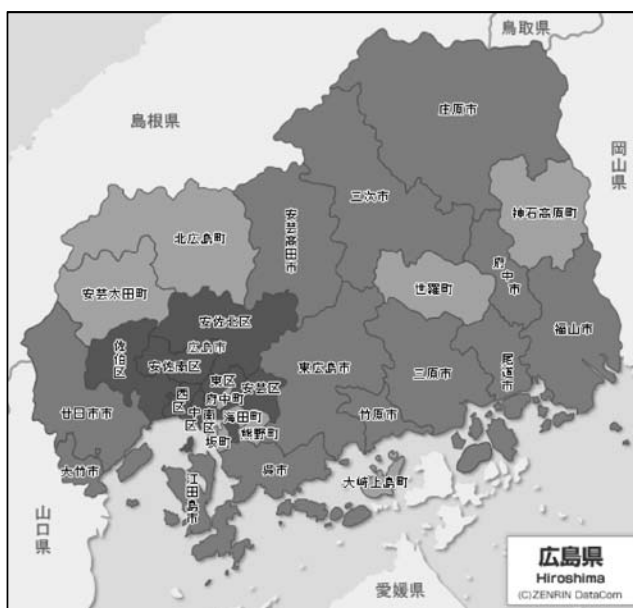 鳥取県
島根県
庄原市
岡山県
三次市
神石高原町
安芸高田市
北広島町
府中市
世羅町
安芸太田町
福山市
安佐北区
佐伯区
広島市
安佐南区
東広島市
三原市
尾道市
東区
安芸区
西区
府中町
中区
南区
海田町
廿日市市
竹原市
熊野町
坂町
大竹市
呉市
江田島市
大崎上島町
山口県
愛媛県
広島県
Hiroshima
(C)ZENRIN DataCom